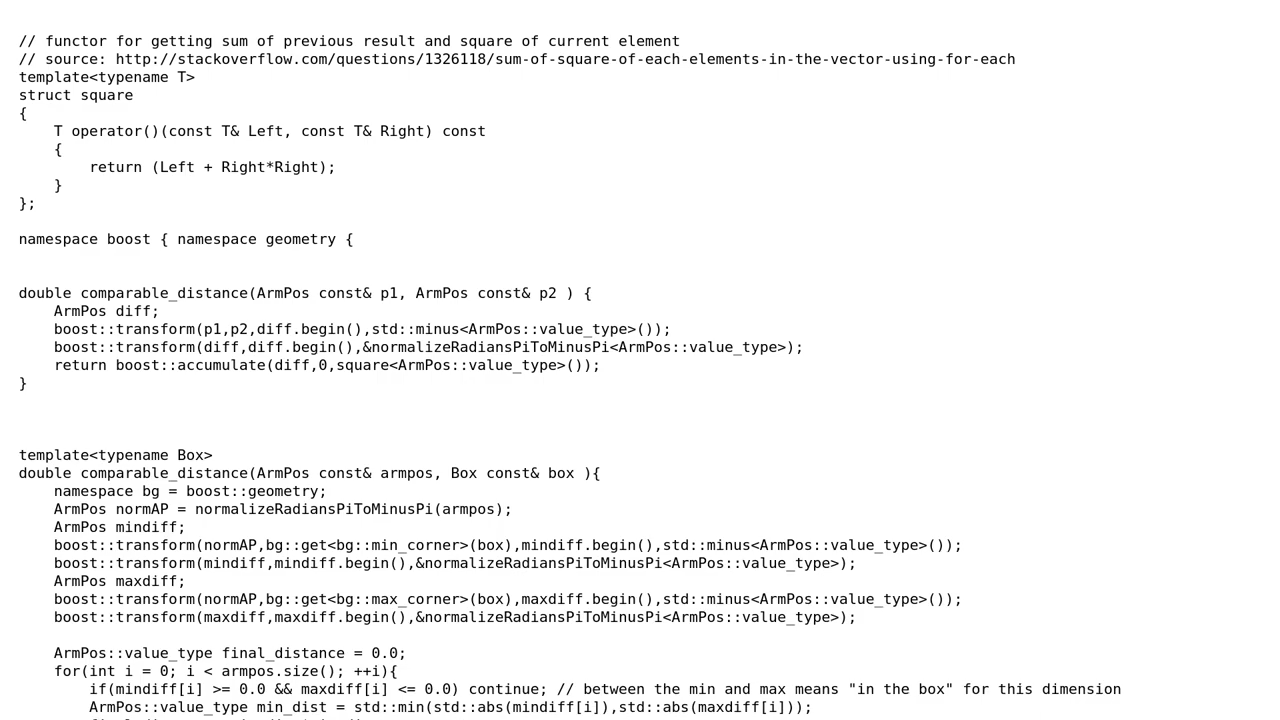 // functor for getting sum of previous result and square of current element
// source: http://stackoverflow.com/questions/1326118/sum-of-square-of-each-elements-in-the-vector-using-for-each
template<typename T>
struct square
{
    T operator()(const T& Left, const T& Right) const
    {
        return (Left + Right*Right);
    }
};

namespace boost { namespace geometry {


double comparable_distance(ArmPos const& p1, ArmPos const& p2 ) {
    ArmPos diff;
    boost::transform(p1,p2,diff.begin(),std::minus<ArmPos::value_type>());
    boost::transform(diff,diff.begin(),&normalizeRadiansPiToMinusPi<ArmPos::value_type>);
    return boost::accumulate(diff,0,square<ArmPos::value_type>());
}



template<typename Box>
double comparable_distance(ArmPos const& armpos, Box const& box ){
    namespace bg = boost::geometry;
    ArmPos normAP = normalizeRadiansPiToMinusPi(armpos);
    ArmPos mindiff;
    boost::transform(normAP,bg::get<bg::min_corner>(box),mindiff.begin(),std::minus<ArmPos::value_type>());
    boost::transform(mindiff,mindiff.begin(),&normalizeRadiansPiToMinusPi<ArmPos::value_type>);
    ArmPos maxdiff;
    boost::transform(normAP,bg::get<bg::max_corner>(box),maxdiff.begin(),std::minus<ArmPos::value_type>());
    boost::transform(maxdiff,maxdiff.begin(),&normalizeRadiansPiToMinusPi<ArmPos::value_type>);

    ArmPos::value_type final_distance = 0.0;
    for(int i = 0; i < armpos.size(); ++i){
        if(mindiff[i] >= 0.0 && maxdiff[i] <= 0.0) continue; // between the min and max means "in the box" for this dimension
        ArmPos::value_type min_dist = std::min(std::abs(mindiff[i]),std::abs(maxdiff[i]));